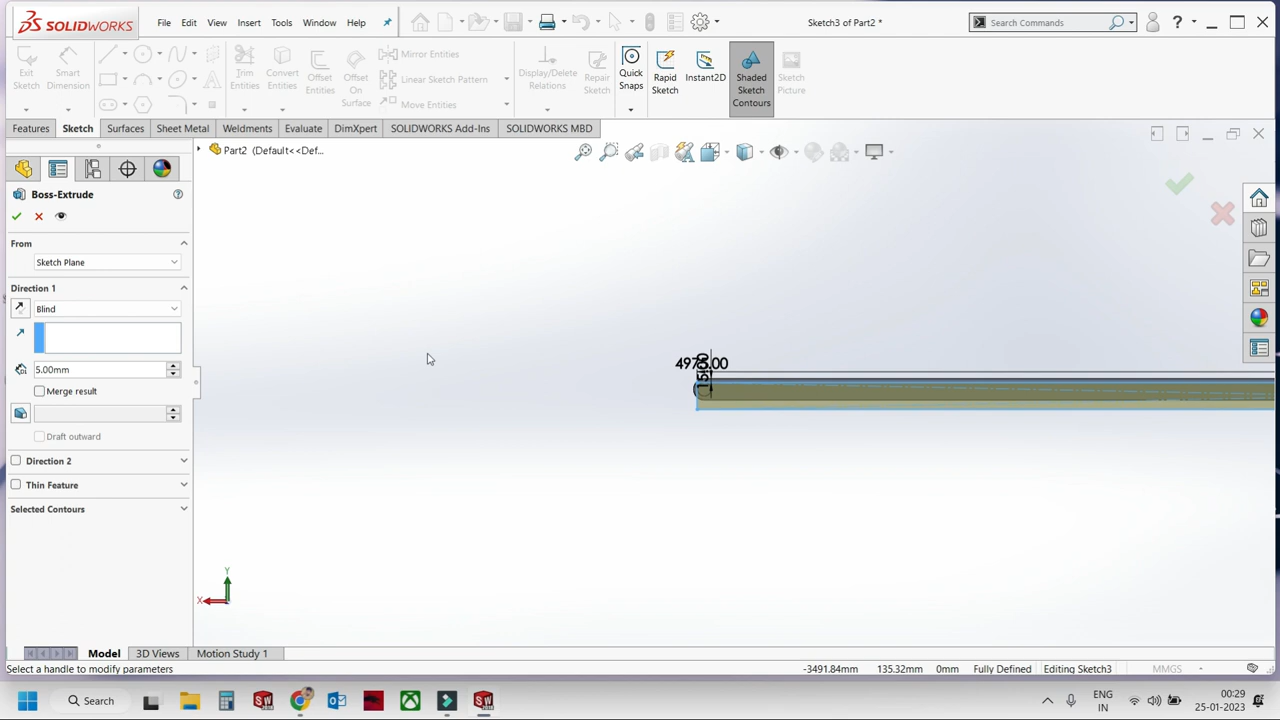 SOLIDWORKS
File
Edit
View
Insert
Tools
Window
Help
Sketch3 of Part2 *
Search Commands
Exit Sketch
Smart Dimension
Trim Entities
Convert Entities
Offset Entities
Offset On Surface
Mirror Entities
Linear Sketch Pattern
Move Entities
Display/Delete Relations
Repair Sketch
Quick Snaps
Rapid Sketch
Instant2D
Shaded Sketch Contours
Sketch Picture
Features
Sketch
Surfaces
Sheet Metal
Weldments
Evaluate
DimXpert
SOLIDWORKS Add-Ins
SOLIDWORKS MBD
Part2 (Default<<Def...
Boss-Extrude
From
Sketch Plane
Direction 1
Blind
5.00mm
Merge result
Draft outward
Direction 2
Thin Feature
Selected Contours
Y
X
Model
3D Views
Motion Study 1
Select a handle to modify parameters
-3491.84mm
135.32mm
0mm
Fully Defined
Editing Sketch3
MMGS
Search
ENG
IN
00:29
25-01-2023